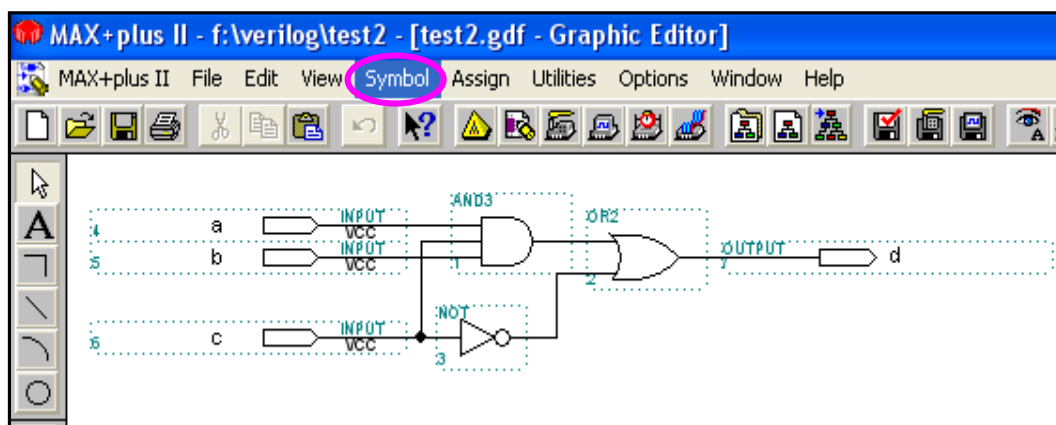 MAX+plus II - f:\verilog\test2 - [test2.gdf - Graphic Editor]
MAX+plus II File Edit View Symbol Assign Utilities Options Window Help
A
A
AND3
4 a INPUT VCC
OR2
5 b INPUT VCC
1
2
OUTPUT
7
d
NOT
6 c INPUT VCC
3